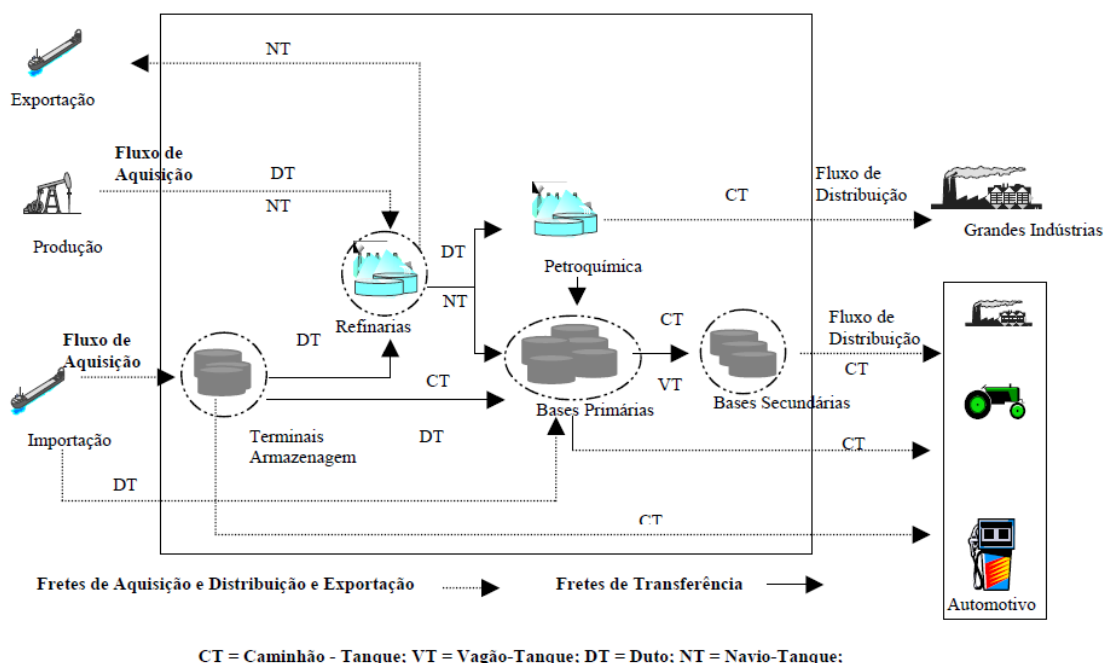 NT
Exportação
Fluxo de
Aquisição
DT
NT
Produção
CT
Fluxo de
Distribuição
Grandes Indústrias
DT
NT
Petroquímica
Refinarias
DT
Fluxo de
Aquisição
CT
VT
Fluxo de
Distribuição
CT
CT
DT
Bases Primárias
Bases Secundárias
Importação
Terminais
Armazenagem
DT
CT
CT
Automotivo
Fretes de Aquisição e Distribuição e Exportação
Fretes de Transferência
CT = Caminhão - Tanque; VT = Vagão-Tanque; DT = Duto; NT = Navio-Tanque;